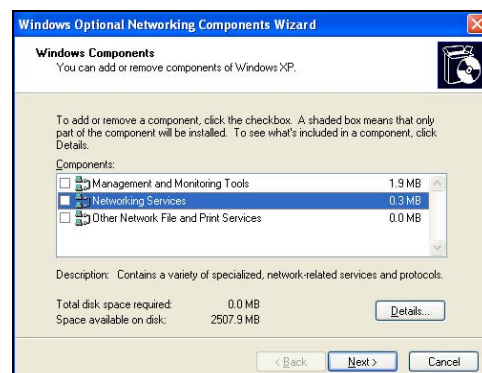 Windows Optional Networking Components Wizard
Windows Components
You can add or remove components of Windows XP.
To add or remove a component, click the checkbox. A shaded box means that only
part of the component will be installed. To see what's included in a component, click
Details.
Components:
Management and Monitoring Tools 1.9 MB
Networking Services 0.3 MB
Other Network File and Print Services 0.0 MB
Description: Contains a variety of specialized, network-related services and protocols.
Total disk space required: 0.0 MB
Space available on disk: 2507.9 MB
Details...
< Back Next > Cancel